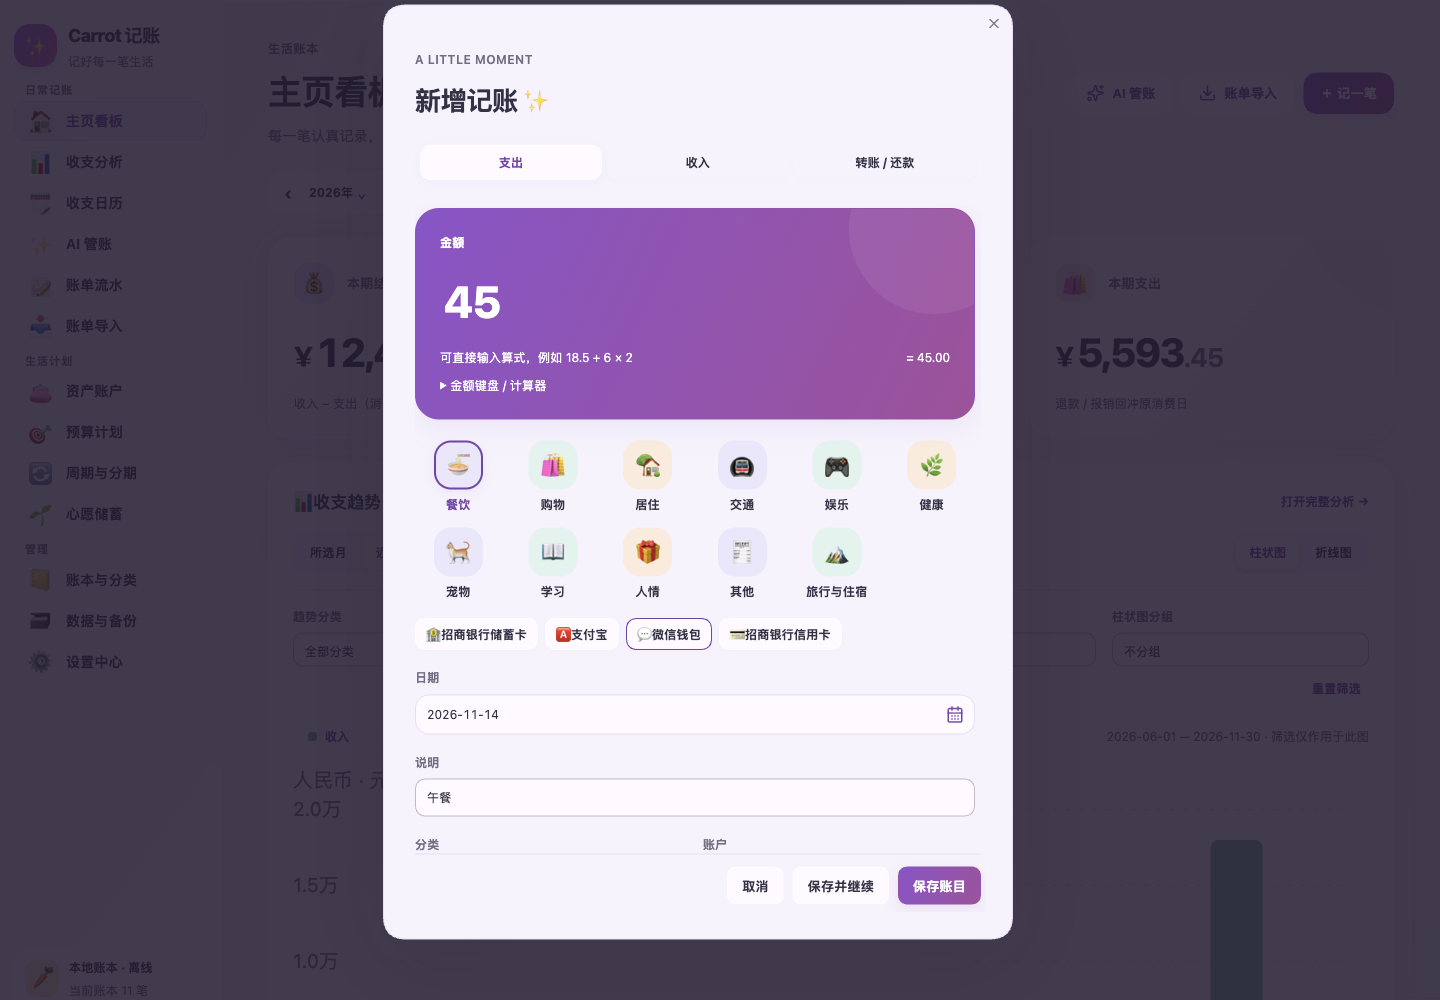 Carrot 记账
记好每一笔生活
日常记账
主页看板
收支分析
收支日历
AI 管账
账单流水
账单导入
生活计划
资产账户
预算计划
周期与分期
心愿储蓄
管理
账本与分类
数据与备份
设置中心
本地账本 · 离线
当前账本 11 笔
生活账本
主页看板
每一笔认真记录，
2026年
AI 管账
账单导入
+ 记一笔
本期结
¥12,4
收入 − 支出（消
本期支出
¥5,593.45
退款 / 报销回冲原消费日
收支趋势
打开完整分析 →
所选月
柱状图
折线图
趋势分类
全部分类
柱状图分组
不分组
重置筛选
收入
2026-06-01 — 2026-11-30 · 筛选仅作用于此图
人民币 · 元
2.0万
1.5万
1.0万
A LITTLE MOMENT
新增记账
支出
收入
转账 / 还款
金额
45
可直接输入算式，例如 18.5 + 6 × 2
= 45.00
金额键盘 / 计算器
餐饮
购物
居住
交通
娱乐
健康
宠物
学习
人情
其他
旅行与住宿
招商银行储蓄卡
支付宝
微信钱包
招商银行信用卡
日期
2026-11-14
说明
午餐
分类
账户
取消
保存并继续
保存账目